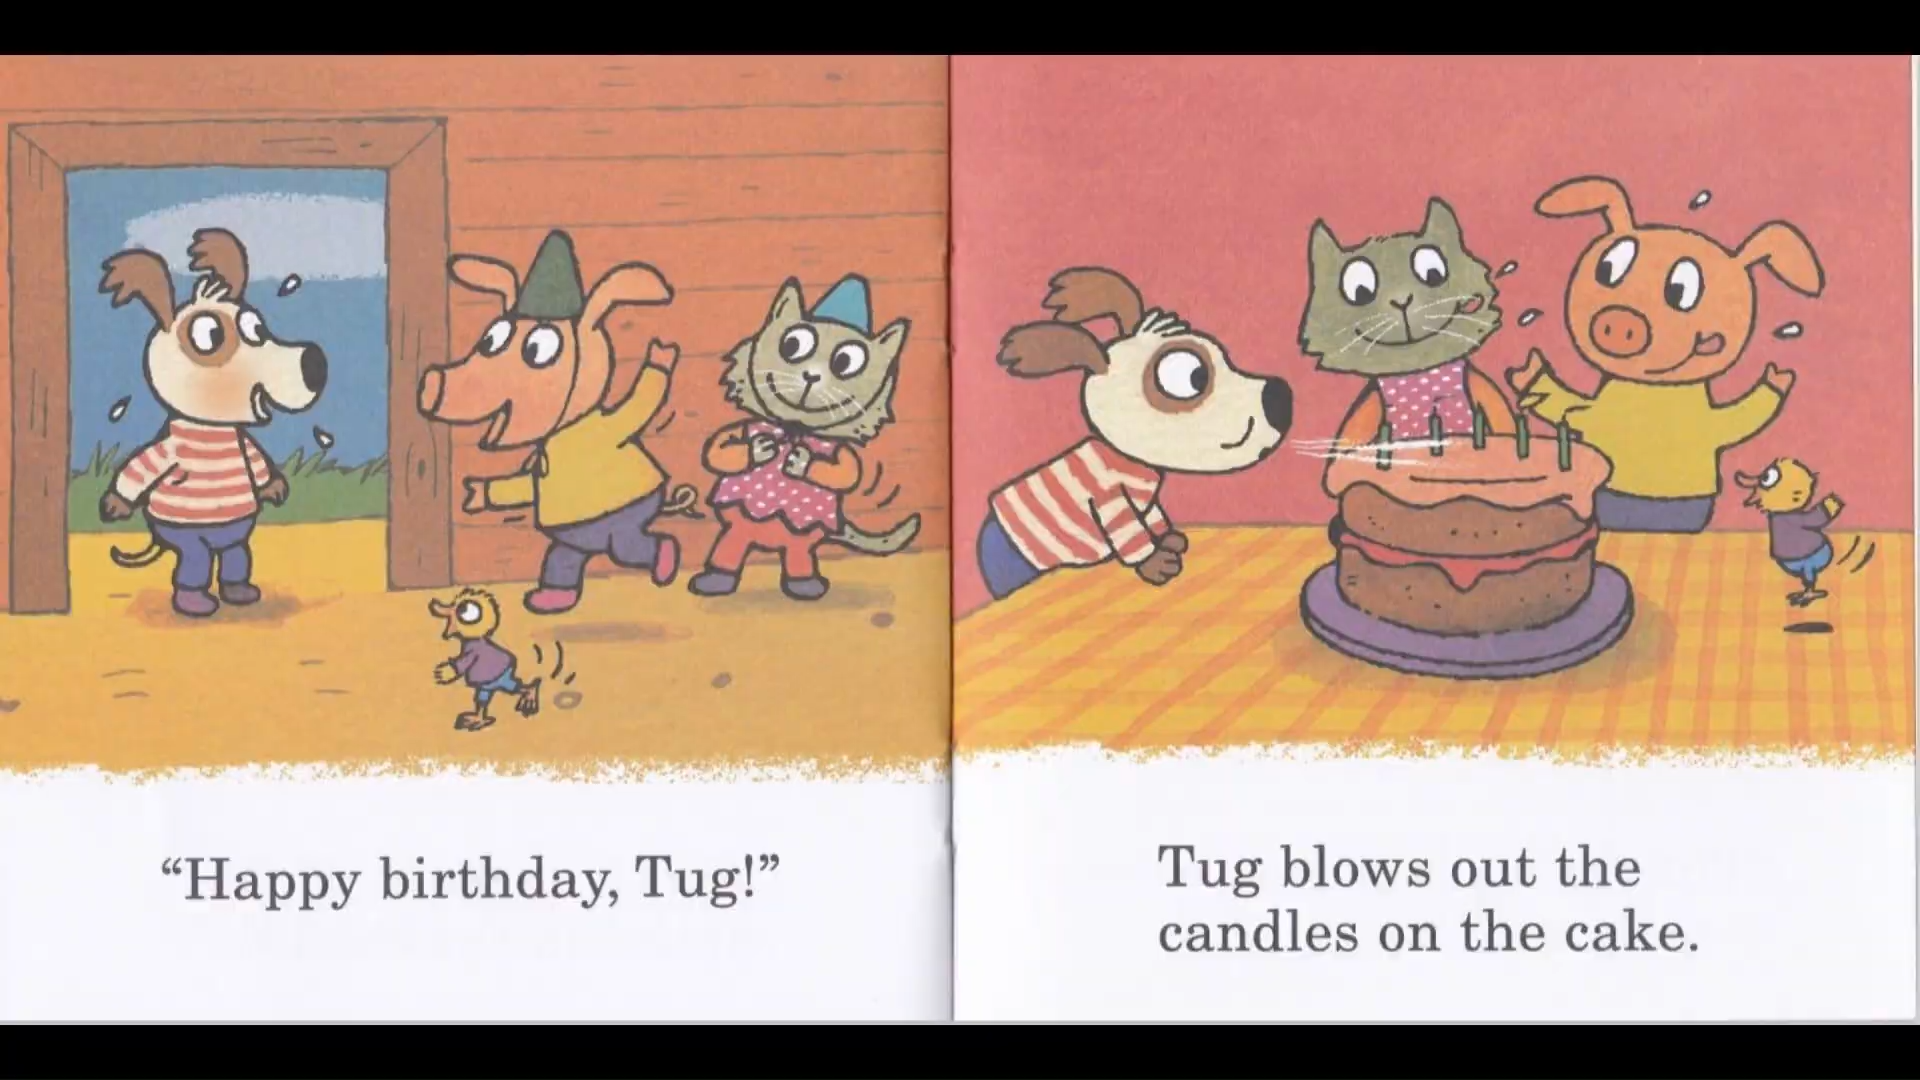 “Happy birthday, Tug!”
Tug blows out the
candles on the cake.